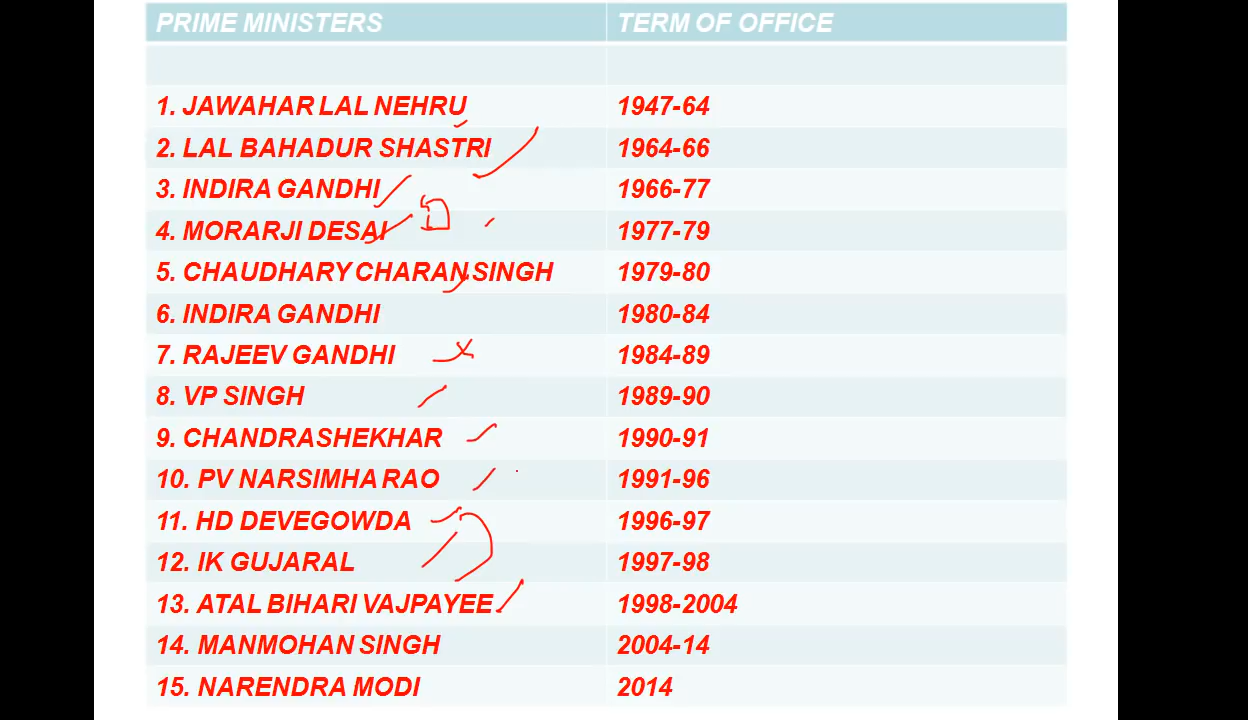 PRIME MINISTERS TERM OF OFFICE
1. JAWAHAR LAL NEHRU 1947-64
2. LAL BAHADUR SHASTRI 1964-66
3. INDIRA GANDHI 1966-77
4. MORARJI DESAI 1977-79
5. CHAUDHARY CHARAN SINGH 1979-80
6. INDIRA GANDHI 1980-84
7. RAJEEV GANDHI 1984-89
8. VP SINGH 1989-90
9. CHANDRASHEKHAR 1990-91
10. PV NARSIMHA RAO 1991-96
11. HD DEVEGOWDA 1996-97
12. IK GUJARAL 1997-98
13. ATAL BIHARI VAJPAYEE 1998-2004
14. MANMOHAN SINGH 2004-14
15. NARENDRA MODI 2014